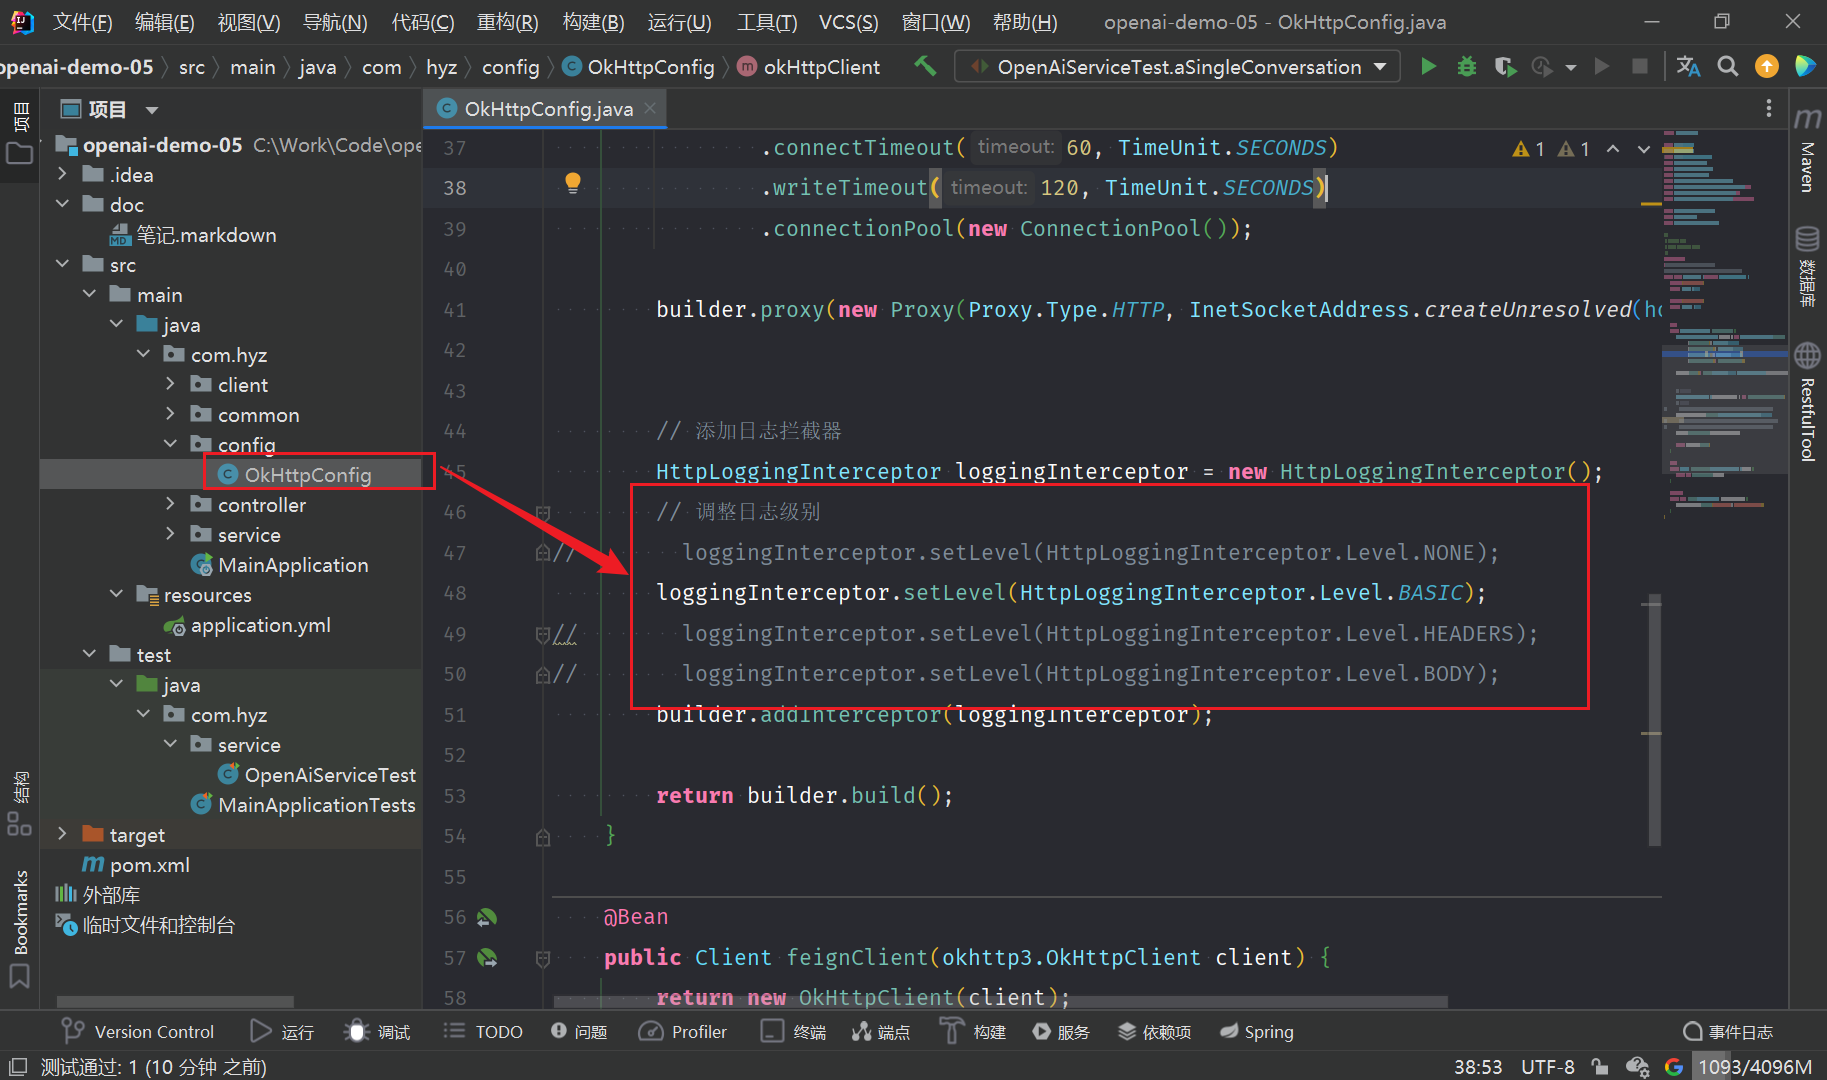 文件(F) 编辑(E) 视图(V) 导航(N) 代码(C) 重构(R) 构建(B) 运行(U) 工具(T) VCS(S) 窗口(W) 帮助(H) openai-demo-05 - OkHttpConfig.java
openai-demo-05 src main java com hyz config OkHttpConfig okHttpClient OpenAiServiceTest.aSingleConversation
项目
OkHttpConfig.java
项目
openai-demo-05 C:\Work\Code\ope
.idea
doc
笔记.markdown
src
main
java
com.hyz
client
common
config
OkHttpConfig
controller
service
MainApplication
resources
application.yml
test
java
com.hyz
service
OpenAiServiceTest
MainApplicationTests
target
pom.xml
外部库
临时文件和控制台
结构
Bookmarks
1 1
37 .connectTimeout( timeout: 60, TimeUnit.SECONDS)
38 .writeTimeout( timeout: 120, TimeUnit.SECONDS)
39 .connectionPool(new ConnectionPool());
40
41 builder.proxy(new Proxy(Proxy.Type.HTTP, InetSocketAddress.createUnresolved(ho
42
43
44 // 添加日志拦截器
45 HttpLoggingInterceptor loggingInterceptor = new HttpLoggingInterceptor();
46 // 调整日志级别
47 // loggingInterceptor.setLevel(HttpLoggingInterceptor.Level.NONE);
48 loggingInterceptor.setLevel(HttpLoggingInterceptor.Level.BASIC);
49 // loggingInterceptor.setLevel(HttpLoggingInterceptor.Level.HEADERS);
50 // loggingInterceptor.setLevel(HttpLoggingInterceptor.Level.BODY);
51 builder.addInterceptor(loggingInterceptor);
52
53 return builder.build();
54 }
55
56 @Bean
57 public Client feignClient(okhttp3.OkHttpClient client) {
58 return new OkHttpClient(client);
Maven
数据库
RestfulTool
Version Control 运行 调试 TODO 问题 Profiler 终端 端点 构建 服务 依赖项 Spring 事件日志
测试通过: 1 (10 分钟 之前) 38:53 UTF-8 1093/4096M